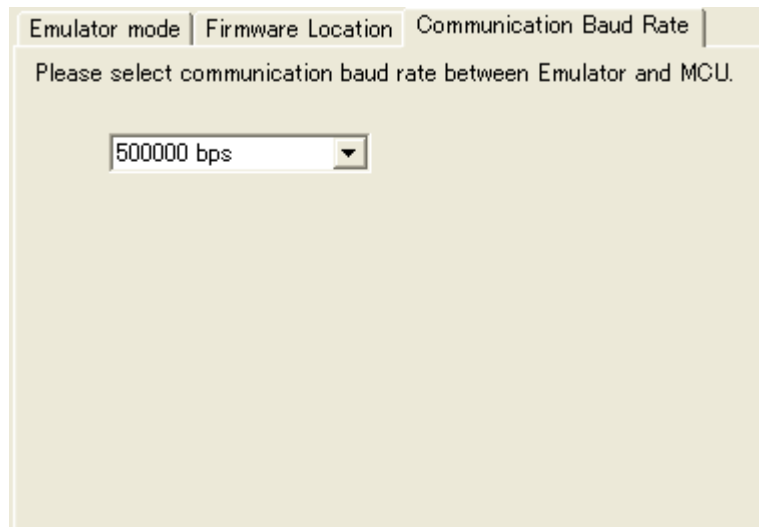 Emulator mode Firmware Location Communication Baud Rate
Please select communication baud rate between Emulator and MCU.
500000 bps